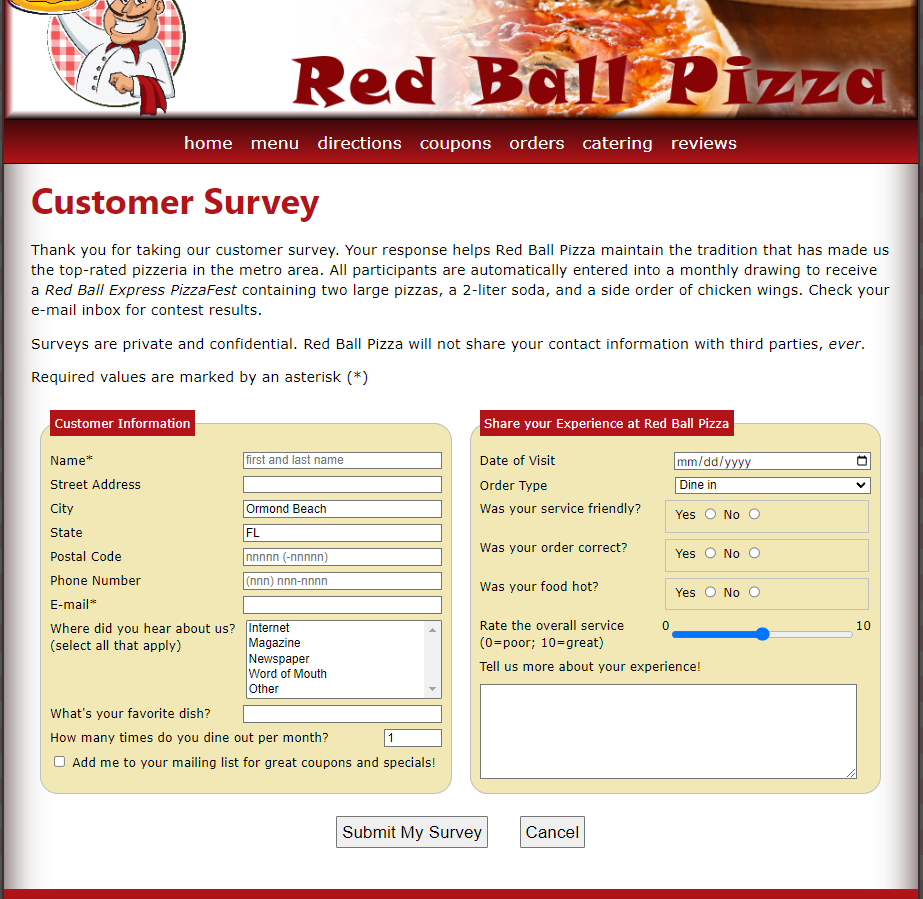 Red Ball Pizza
home menu directions coupons orders catering reviews
Customer Survey
Thank you for taking our customer survey. Your response helps Red Ball Pizza maintain the tradition that has made us
the top-rated pizzeria in the metro area. All participants are automatically entered into a monthly drawing to receive
a Red Ball Express PizzaFest containing two large pizzas, a 2-liter soda, and a side order of chicken wings. Check your
e-mail inbox for contest results.
Surveys are private and confidential. Red Ball Pizza will not share your contact information with third parties, ever.
Required values are marked by an asterisk (*)
Customer Information
Name* first and last name
Street Address
City Ormond Beach
State FL
Postal Code nnnnn (-nnnnn)
Phone Number (nnn) nnn-nnnn
E-mail*
Where did you hear about us?
(select all that apply)
Internet
Magazine
Newspaper
Word of Mouth
Other
What's your favorite dish?
How many times do you dine out per month? 1
Add me to your mailing list for great coupons and specials!
Share your Experience at Red Ball Pizza
Date of Visit mm/dd/yyyy
Order Type Dine in
Was your service friendly? Yes No
Was your order correct? Yes No
Was your food hot? Yes No
Rate the overall service 0 10
(0=poor; 10=great)
Tell us more about your experience!
Submit My Survey Cancel